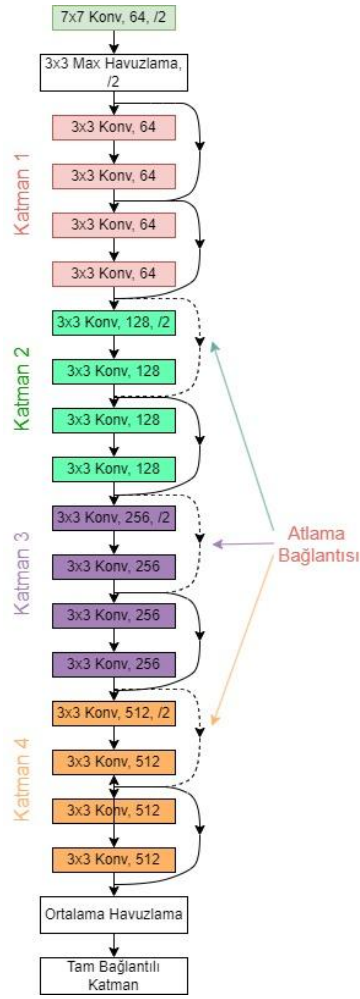 7x7 Konv, 64, /2
3x3 Max Havuzlama,
/2
Katman 1
3x3 Konv, 64
3x3 Konv, 64
3x3 Konv, 64
3x3 Konv, 64
Katman 2
3x3 Konv, 128, /2
3x3 Konv, 128
3x3 Konv, 128
3x3 Konv, 128
Katman 3
3x3 Konv, 256, /2
3x3 Konv, 256
3x3 Konv, 256
3x3 Konv, 256
Atlama
Bağlantısı
Katman 4
3x3 Konv, 512, /2
3x3 Konv, 512
3x3 Konv, 512
3x3 Konv, 512
Ortalama Havuzlama
Tam Bağlantılı
Katman